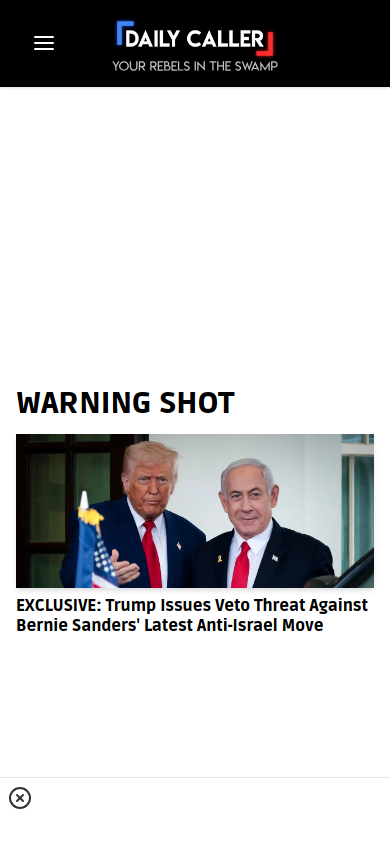 DAILY CALLER
YOUR REBELS IN THE SWAMP
WARNING SHOT
EXCLUSIVE: Trump Issues Veto Threat Against
Bernie Sanders' Latest Anti-Israel Move